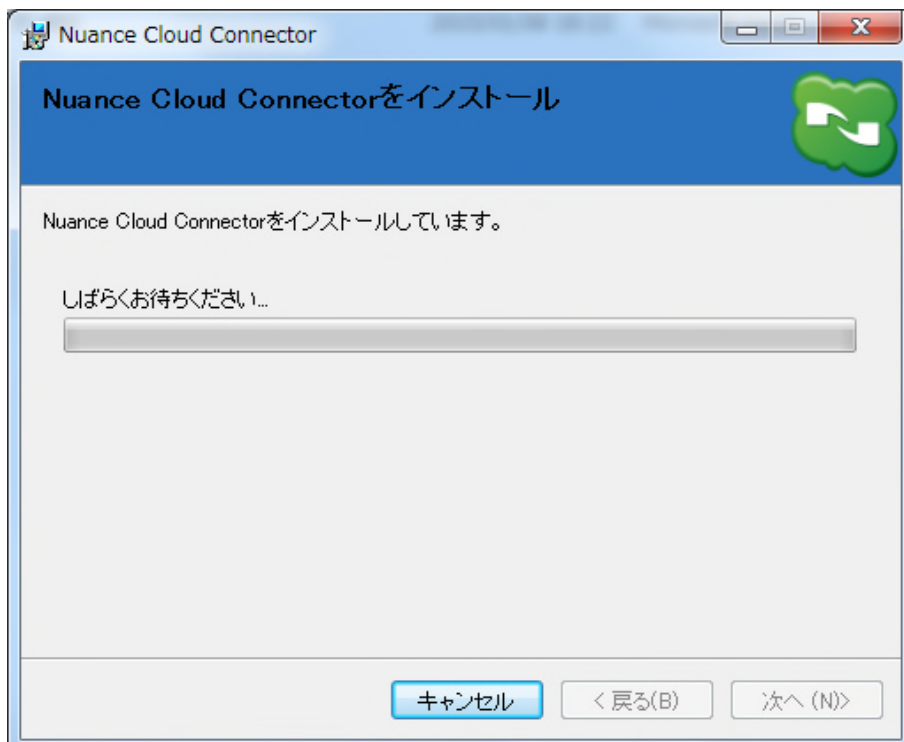 Nuance Cloud Connector
Nuance Cloud Connectorをインストール
Nuance Cloud Connectorをインストールしています。
しばらくお待ちください...
キャンセル
< 戻る(B)
次へ (N)>